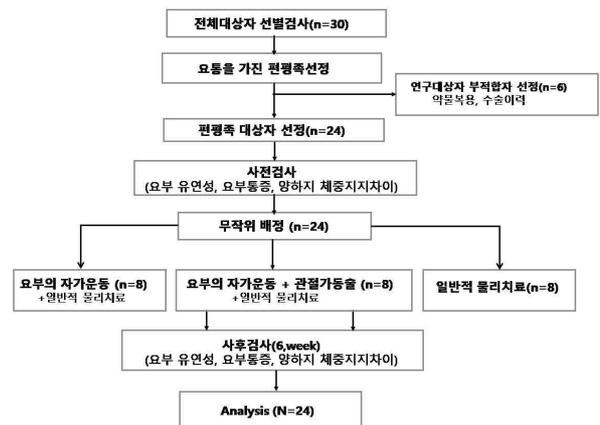 전체대상자 선별검사(n=30)
요통을 가진 편평족선정
연구대상자 부적합자 선정(n=6)
약물복용, 수술이력
편평족 대상자 선정(n=24)
사전검사
(요부 유연성, 요부통증, 양하지 체중지지차이)
무작위 배정 (n=24)
요부의 자가운동 (n=8)
+일반적 물리치료
요부의 자가운동 + 관절가동술 (n=8)
+일반적 물리치료
일반적 물리치료(n=8)
사후검사(6,week)
(요부 유연성, 요부통증, 양하지 체중지지차이)
Analysis (N=24)